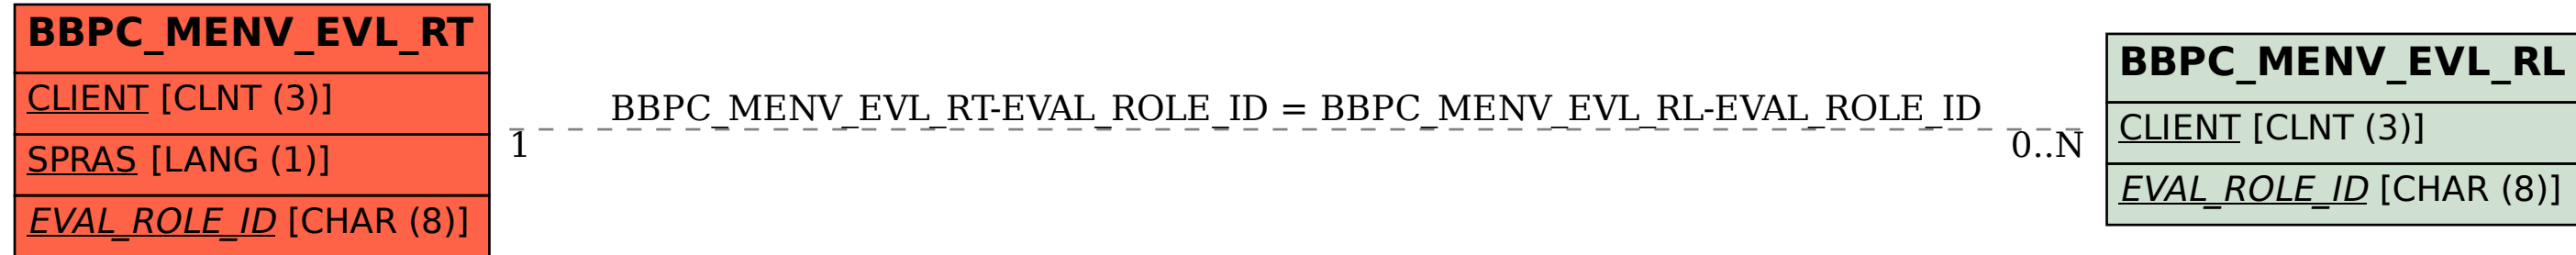 BBPC_MENV_EVL_RT
CLIENT [CLNT (3)]
SPRAS [LANG (1)]
EVAL_ROLE_ID [CHAR (8)]
BBPC_MENV_EVL_RT-EVAL_ROLE_ID = BBPC_MENV_EVL_RL-EVAL_ROLE_ID
1
0..N
BBPC_MENV_EVL_RL
CLIENT [CLNT (3)]
EVAL_ROLE_ID [CHAR (8)]